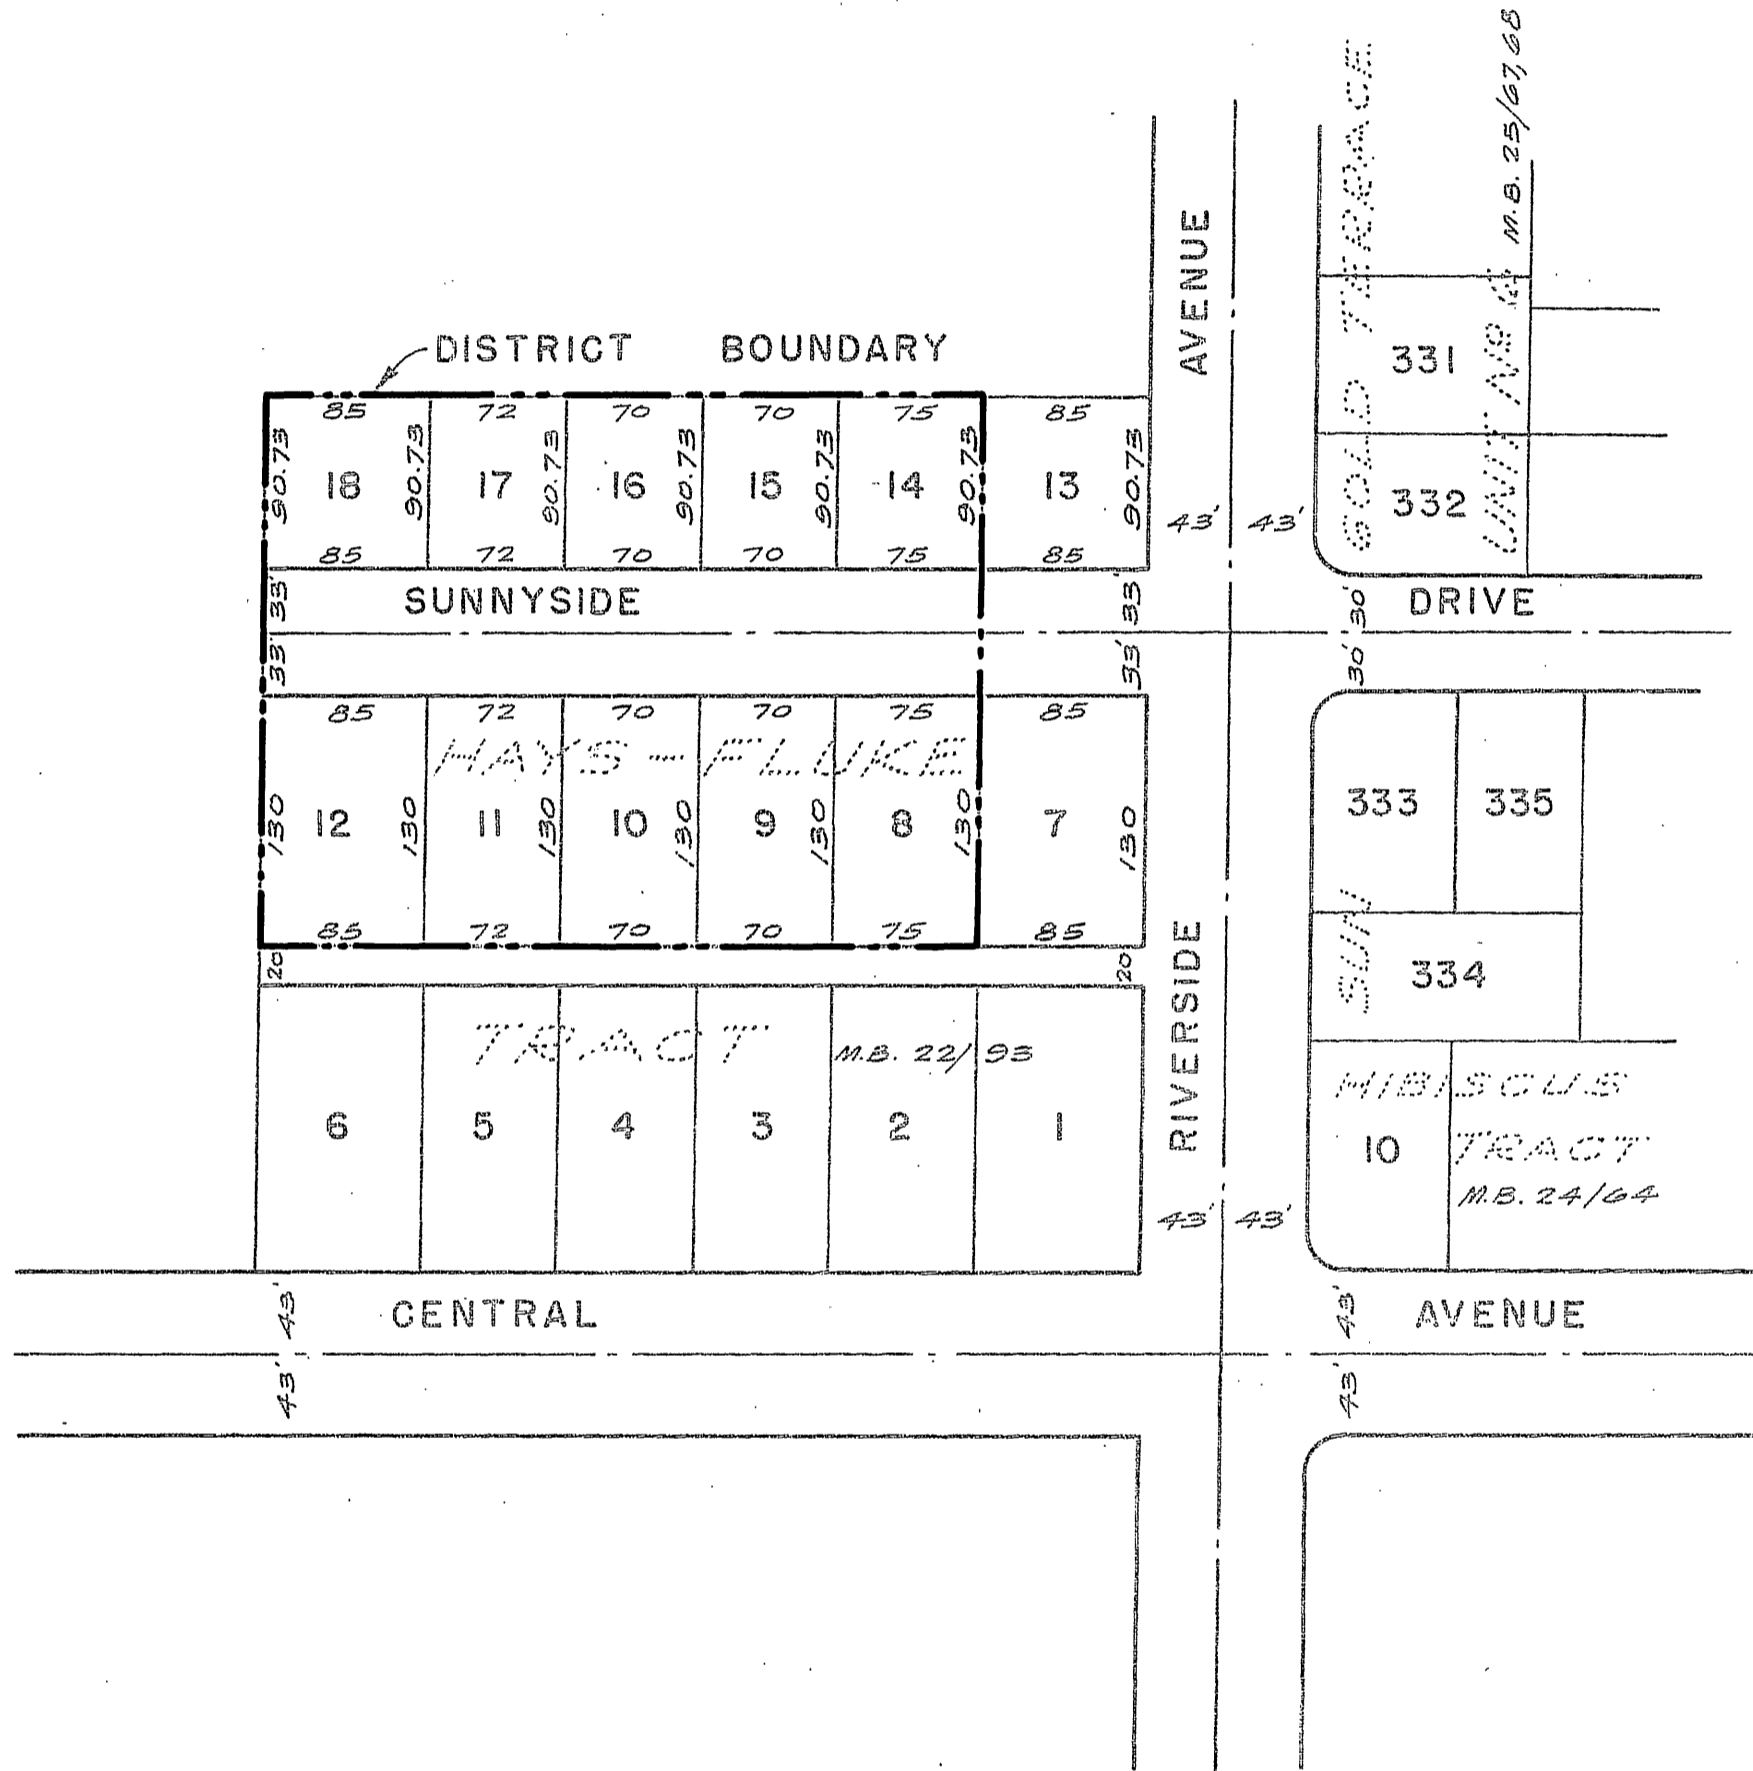 DISTRICT BOUNDARY
85 72 70 70 75 85
90.73 90.73 90.73 90.73 90.73 90.73 90.73
18 17 16 15 14 13
85 72 70 70 75 85
33' 33'
SUNNYSIDE DRIVE
33' 33'
85 72 70 70 75 85
HAYS-FLUKE
130 130 130 130 130 130 130
12 11 10 9 8 7
85 72 70 70 75 85
20 20
TRACT M.B. 22/93
6 5 4 3 2 1
RIVERSIDE AVENUE
43' 43'
43' 43'
30' 30'
SUN GOLD TERRACE
UNIT Nº M.B. 25/67,68
331
332
333 335
334
HIBISCUS
10 TRACT
M.B. 24/64
CENTRAL AVENUE
43' 43'
43' 43'